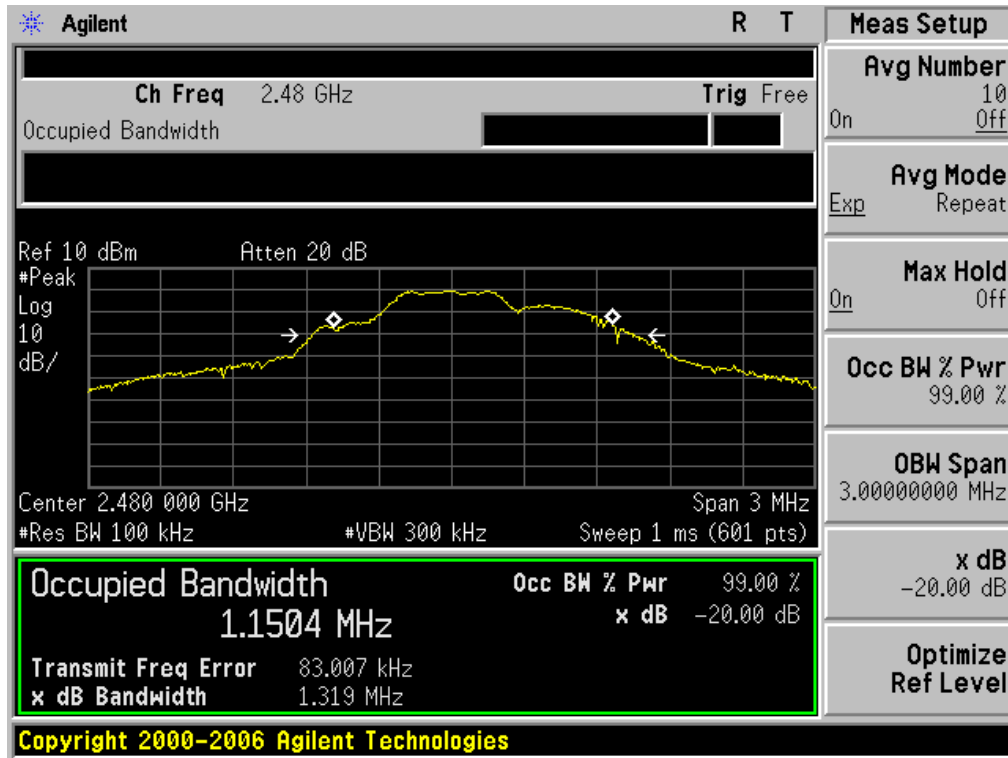 Agilent R T
Ch Freq 2.48 GHz Trig Free
Occupied Bandwidth
Ref 10 dBm Atten 20 dB
#Peak
Log
10
dB/
Center 2.480 000 GHz Span 3 MHz
#Res BW 100 kHz #VBW 300 kHz Sweep 1 ms (601 pts)
Occupied Bandwidth Occ BW % Pwr 99.00 %
1.1504 MHz x dB -20.00 dB
Transmit Freq Error 83.007 kHz
x dB Bandwidth 1.319 MHz
Copyright 2000-2006 Agilent Technologies
Meas Setup
Avg Number
10
On Off
Avg Mode
Exp Repeat
Max Hold
On Off
Occ BW % Pwr
99.00 %
OBW Span
3.00000000 MHz
x dB
-20.00 dB
Optimize
Ref Level